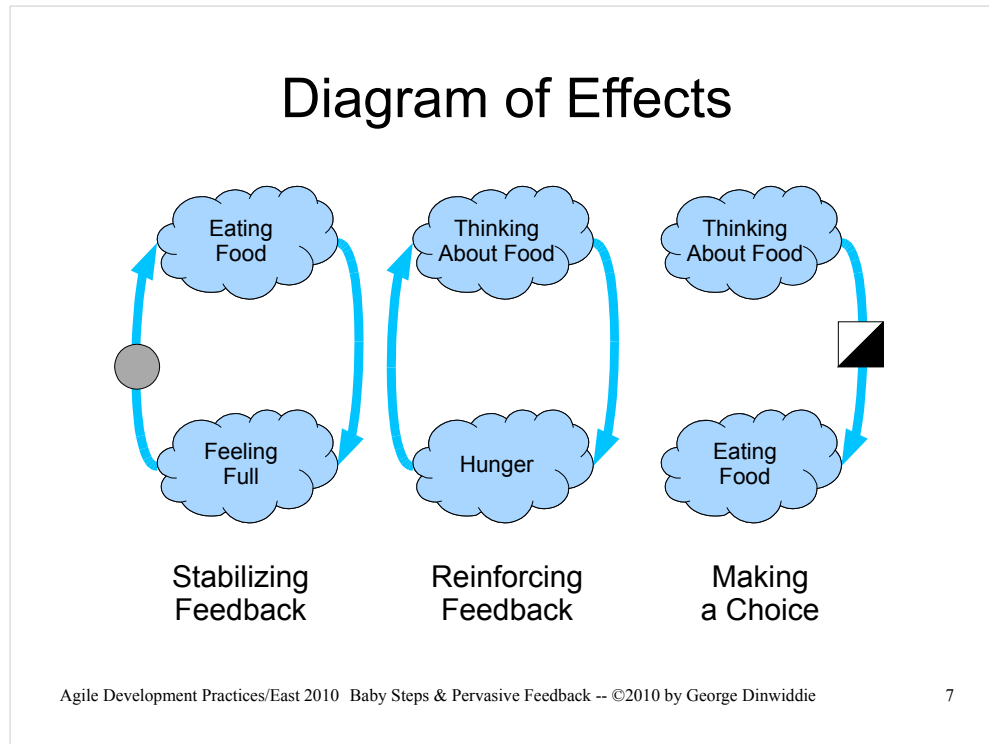 Diagram of Effects
Eating
Food
Feeling
Full
Stabilizing
Feedback
Thinking
About Food
Hunger
Reinforcing
Feedback
Thinking
About Food
Eating
Food
Making
a Choice
Agile Development Practices/East 2010 Baby Steps & Pervasive Feedback -- ©2010 by George Dinwiddie 7